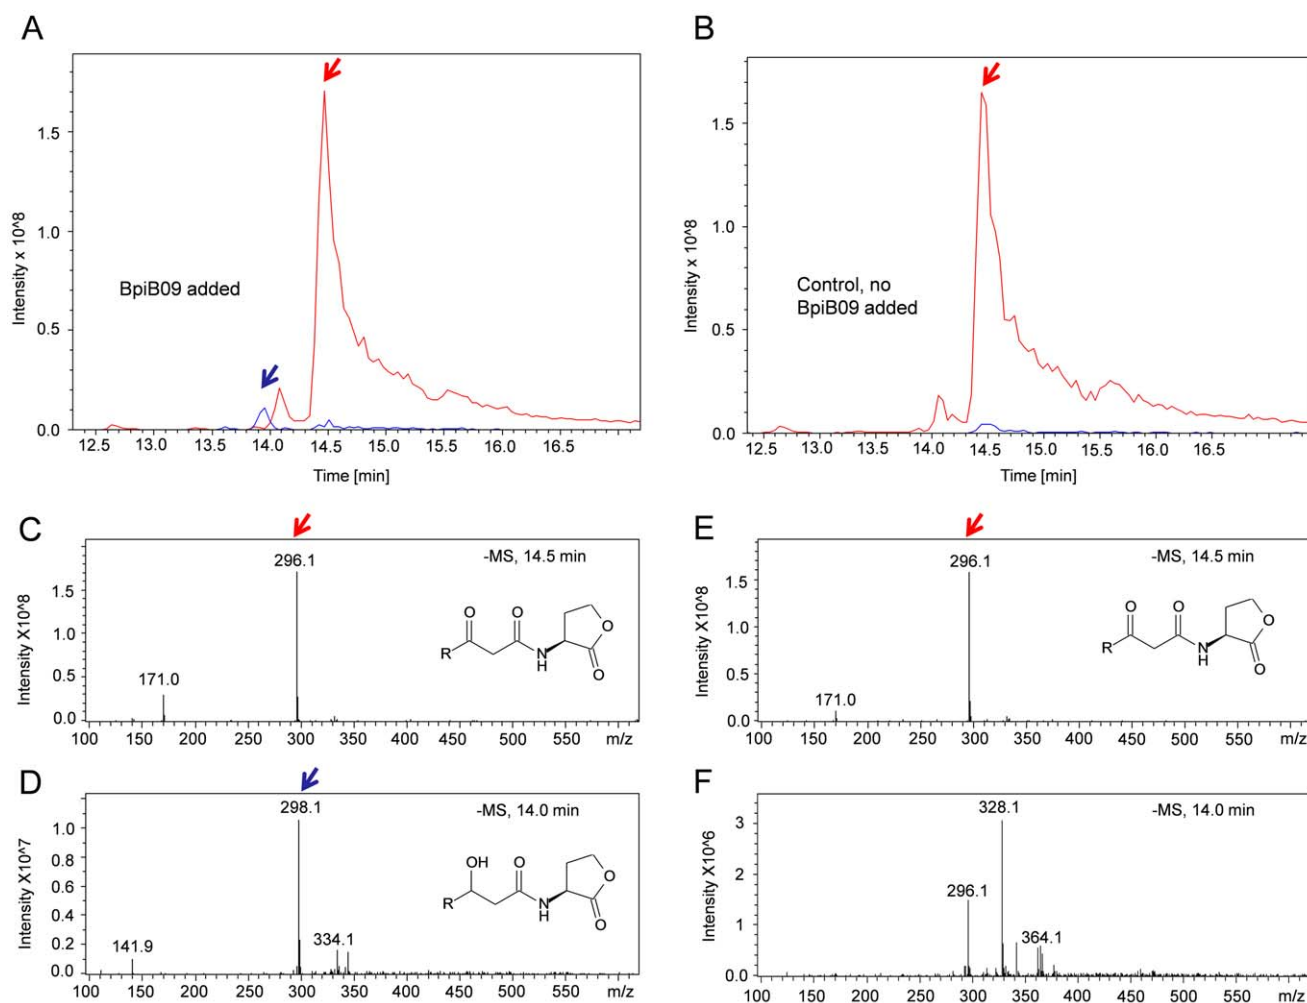 A
Intensity x 10^8
1.5
1.0
0.5
0.0
BpiB09 added
12.5 13.0 13.5 14.0 14.5 15.0 15.5 16.0 16.5
Time [min]
B
Intensity x 10^8
1.5
1.0
0.5
0.0
Control, no
BpiB09 added
12.5 13.0 13.5 14.0 14.5 15.0 15.5 16.0 16.5
Time [min]
C
Intensity X10^8
1.5
1.0
0.5
0.0
171.0
296.1
-MS, 14.5 min
O O
R N H O O
100 150 200 250 300 350 400 450 500 550 m/z
D
Intensity X10^7
1.0
0.8
0.6
0.4
0.2
0.0
141.9
298.1
334.1
-MS, 14.0 min
OH O
R N H O O
100 150 200 250 300 350 400 450 500 550 m/z
E
Intensity X10^8
1.5
1.0
0.5
0.0
171.0
296.1
-MS, 14.5 min
O O
R N H O O
100 150 200 250 300 350 400 450 500 550 m/z
F
Intensity X10^6
3
2
1
0.0
296.1
328.1
364.1
-MS, 14.0 min
100 150 200 250 300 350 400 450 500 550 m/z